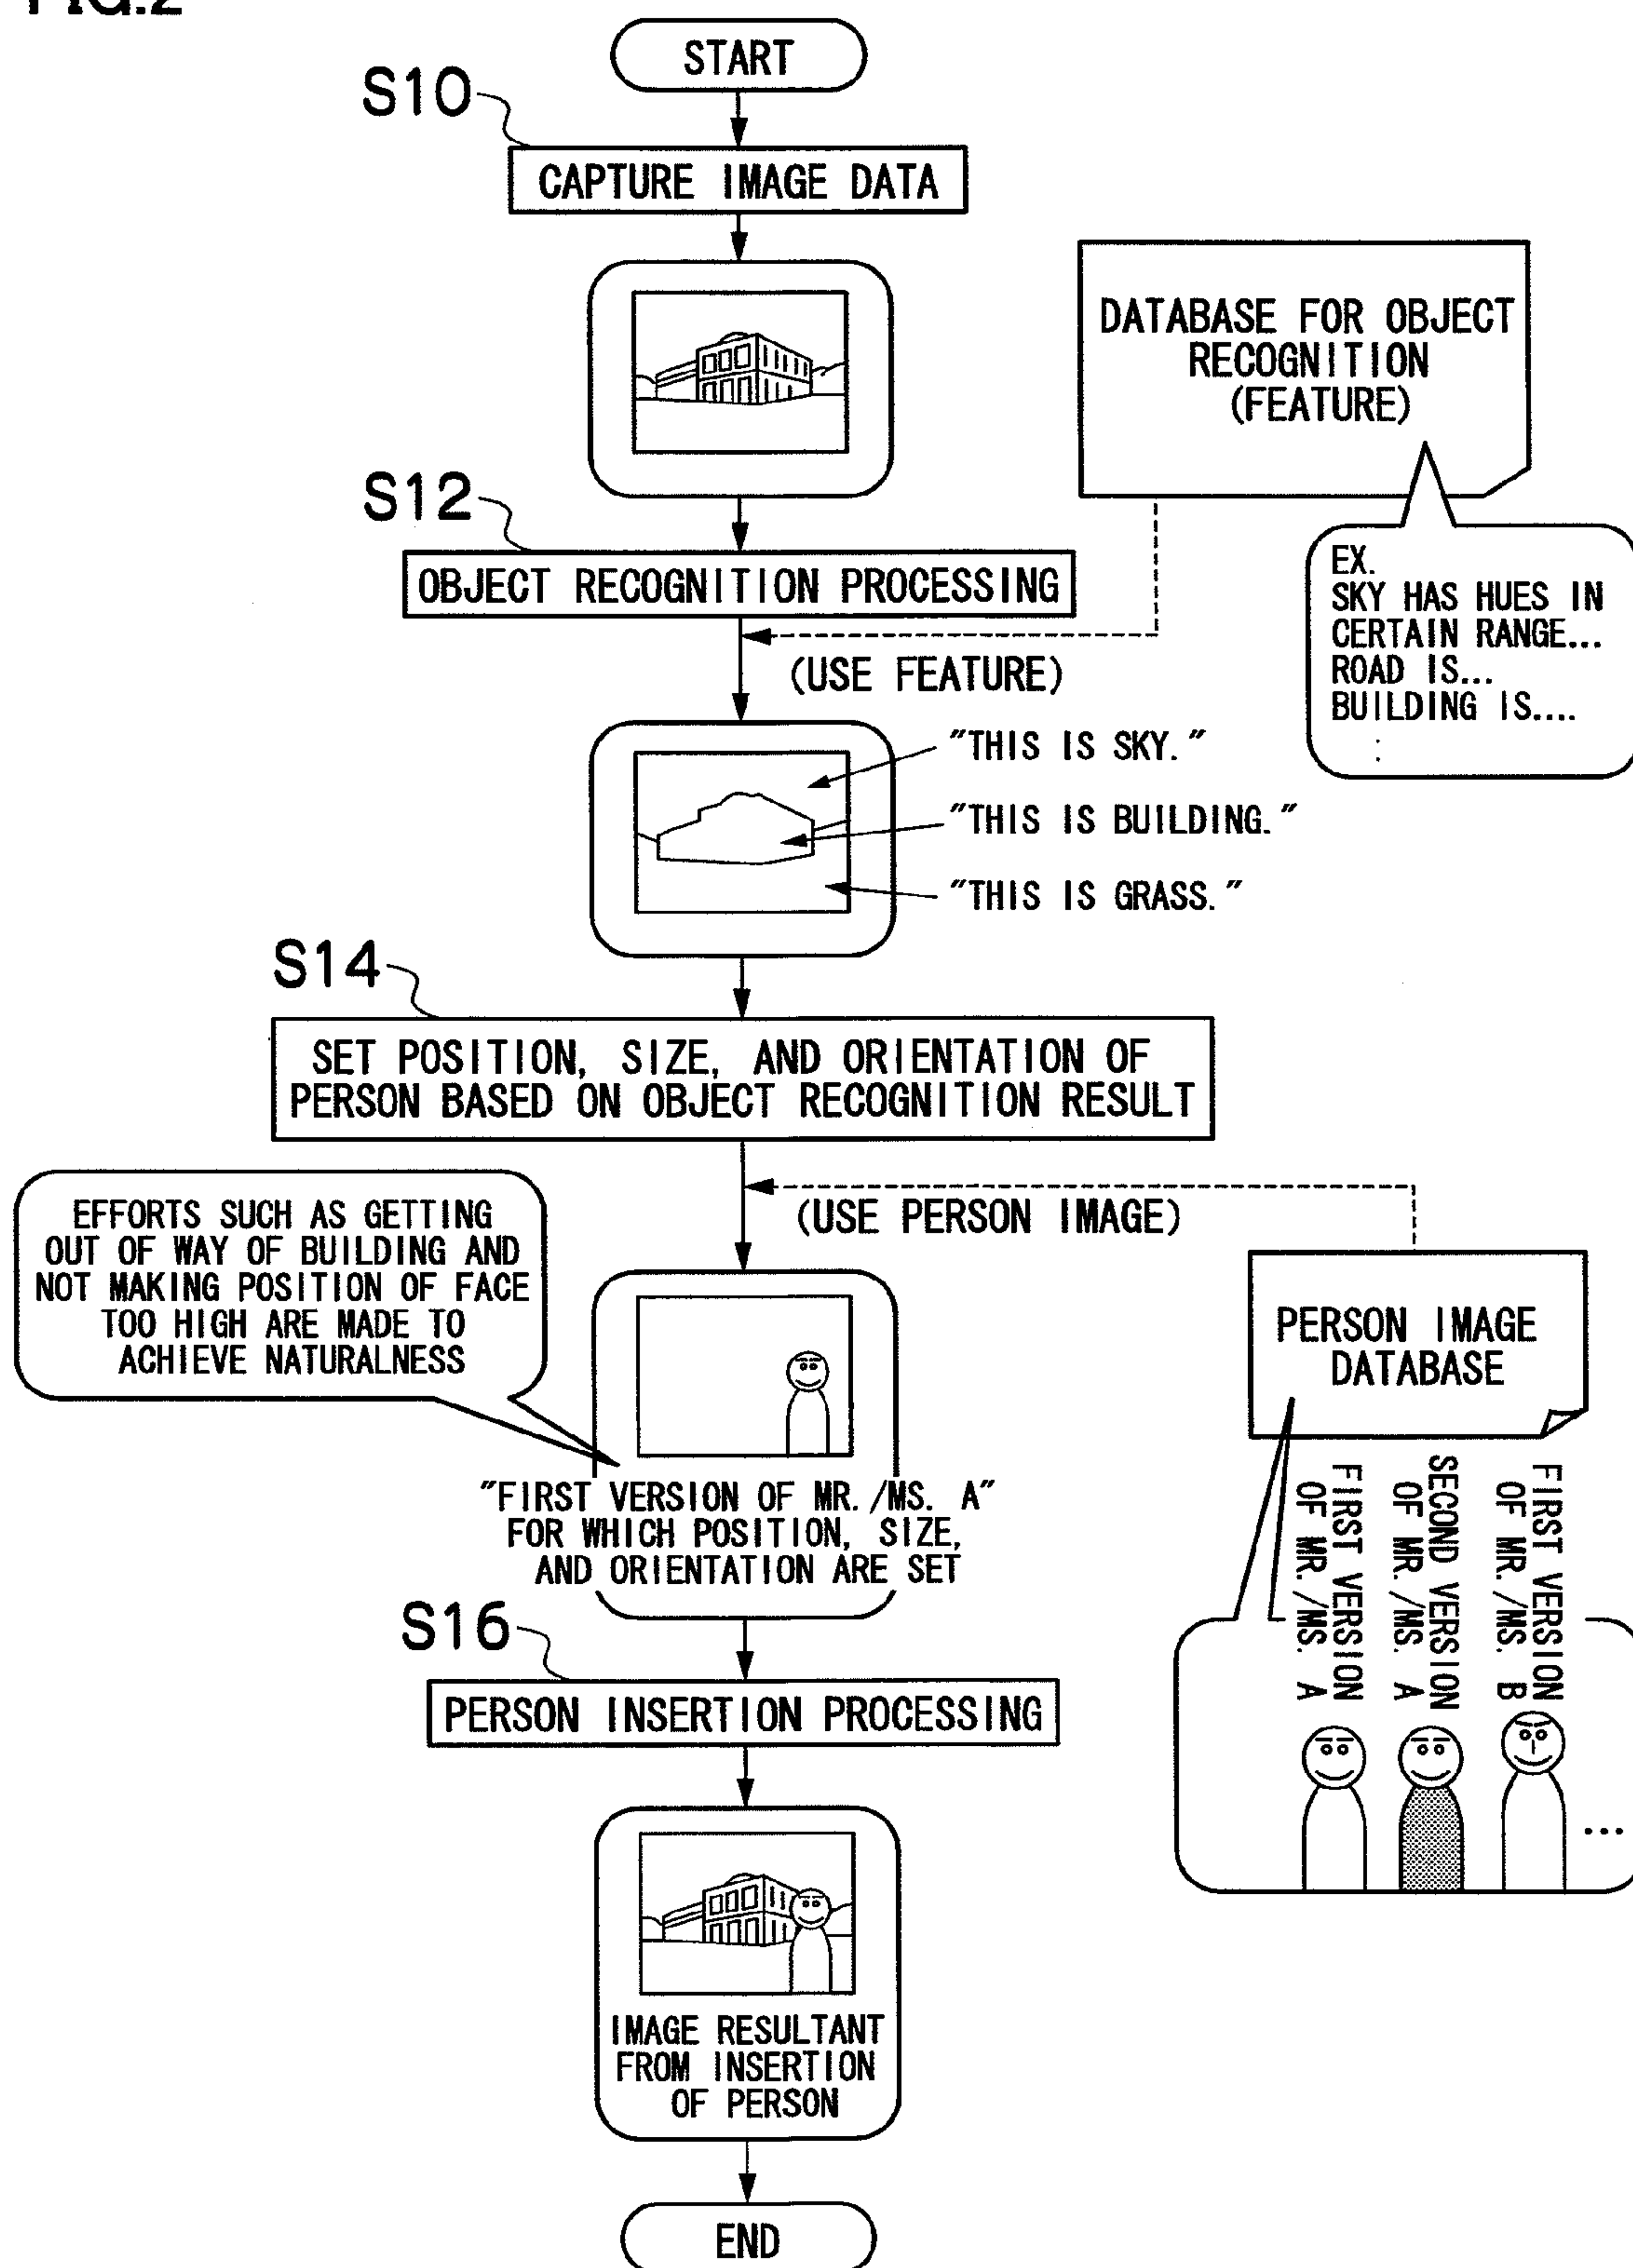 FIG.2
START
S10
CAPTURE IMAGE DATA
DATABASE FOR OBJECT
RECOGNITION
(FEATURE)
S12
OBJECT RECOGNITION PROCESSING
EX.
SKY HAS HUES IN
CERTAIN RANGE...
ROAD IS...
BUILDING IS....
(USE FEATURE)
"THIS IS SKY."
"THIS IS BUILDING."
"THIS IS GRASS."
S14
SET POSITION, SIZE, AND ORIENTATION OF
PERSON BASED ON OBJECT RECOGNITION RESULT
EFFORTS SUCH AS GETTING
OUT OF WAY OF BUILDING AND
NOT MAKING POSITION OF FACE
TOO HIGH ARE MADE TO
ACHIEVE NATURALNESS
(USE PERSON IMAGE)
PERSON IMAGE
DATABASE
"FIRST VERSION OF MR./MS. A"
FOR WHICH POSITION, SIZE,
AND ORIENTATION ARE SET
FIRST VERSION
OF MR./MS. A
SECOND VERSION
OF MR./MS. A
FIRST VERSION
OF MR./MS. B
...
S16
PERSON INSERTION PROCESSING
IMAGE RESULTANT
FROM INSERTION
OF PERSON
END